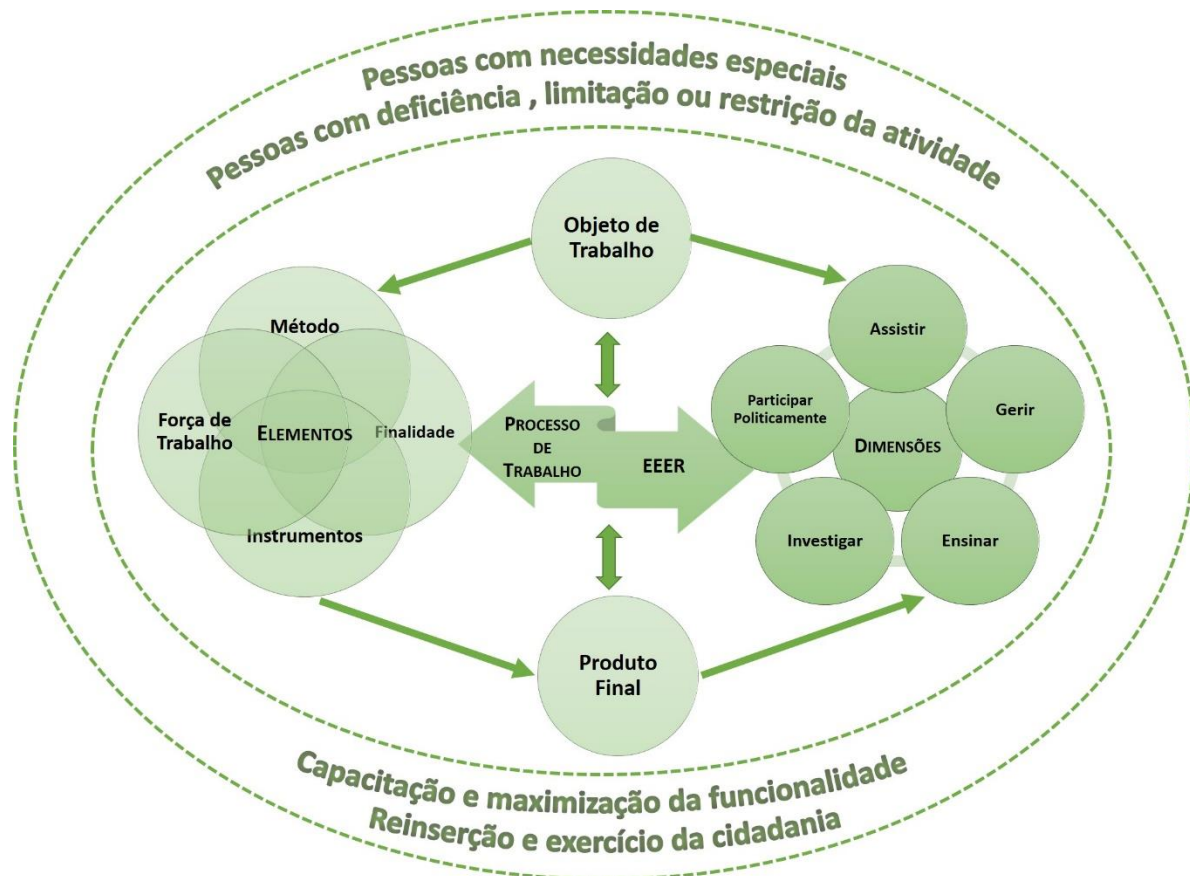 Pessoas com necessidades especiais
Pessoas com deficiência , limitação ou restrição da atividade
Objeto de
Trabalho
Método
Força de
Trabalho
ELEMENTOS
Finalidade
Instrumentos
PROCESSO
DE
TRABALHO
EEER
Assistir
Participar
Politicamente
Gerir
DIMENSÕES
Investigar
Ensinar
Produto
Final
Capacitação e maximização da funcionalidade
Reinserção e exercício da cidadania